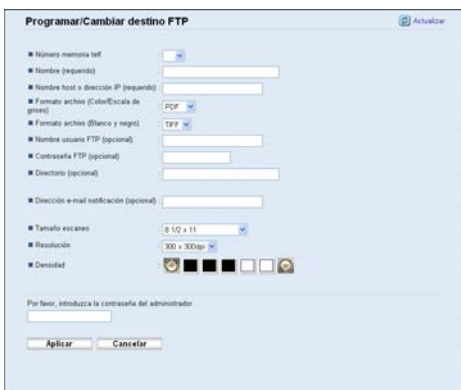 Programar/Cambiar destino FTP
Actualizar
Número memoria telf.
Nombre (requerido)
Nombre host o dirección IP (requerido)
Formato archivo (Color/Escala de grises)
PDF
Formato archivo (Blanco y negro)
TIFF
Nombre usuario FTP (opcional)
Contraseña FTP (opcional)
Directorio (opcional)
Dirección e-mail notificación (opcional)
Tamaño escaneo
8 1/2 x 11
Resolución
300 x 300dpi
Densidad
Por favor, introduzca la contraseña del administrador.
Aplicar
Cancelar